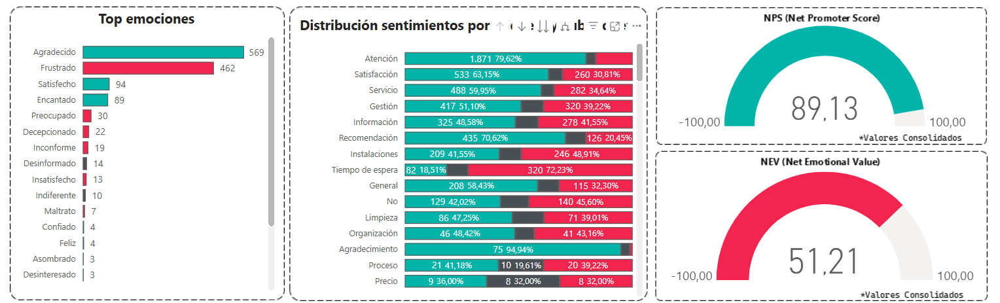 Top emociones
Agradecido 569
Frustrado 462
Satisfecho 94
Encantado 89
Preocupado 30
Decepcionado 22
Inconforme 19
Desinformado 14
Insatisfecho 13
Indiferente 10
Maltrato 7
Confiado 4
Feliz 4
Asombrado 3
Desinteresado 3
Distribución sentimientos por
Atención 1.871 79,62%
Satisfacción 533 63,15% 260 30,81%
Servicio 488 59,95% 282 34,64%
Gestión 417 51,10% 320 39,22%
Información 325 48,58% 278 41,55%
Recomendación 435 70,62% 126 20,45%
Instalaciones 209 41,55% 246 48,91%
Tiempo de espera 82 18,51% 320 72,23%
General 208 58,43% 115 32,30%
No 129 42,02% 140 45,60%
Limpieza 86 47,25% 71 39,01%
Organización 46 48,42% 41 43,16%
Agradecimiento 75 94,94%
Proceso 21 41,18% 10 19,61% 20 39,22%
Precio 9 36,00% 8 32,00% 8 32,00%
NPS (Net Promoter Score)
89,13
-100,00 100,00
*Valores Consolidados
NEV (Net Emotional Value)
51,21
-100,00 100,00
*Valores Consolidados